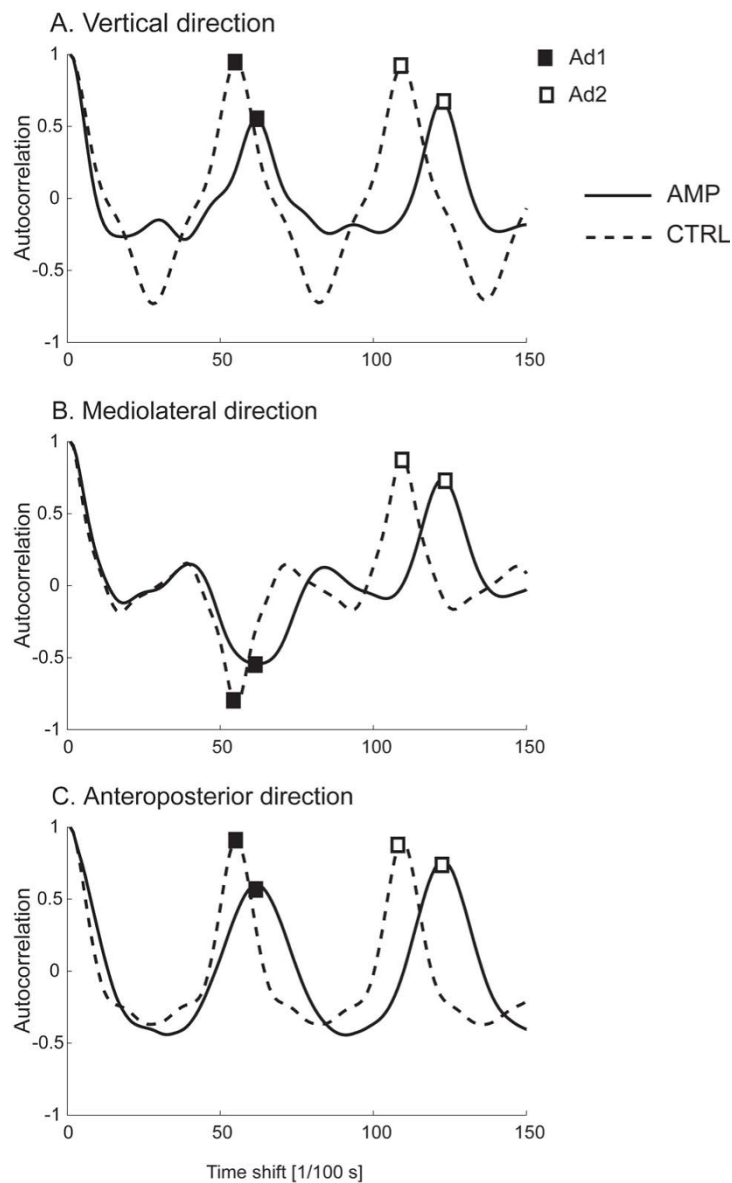 A. Vertical direction
Ad1
Ad2
AMP
CTRL
Autocorrelation
1
0.5
0
-0.5
-1
0
50
100
150
B. Mediolateral direction
Autocorrelation
1
0.5
0
-0.5
-1
0
50
100
150
C. Anteroposterior direction
Autocorrelation
1
0.5
0
-0.5
-1
0
50
100
150
Time shift [1/100 s]